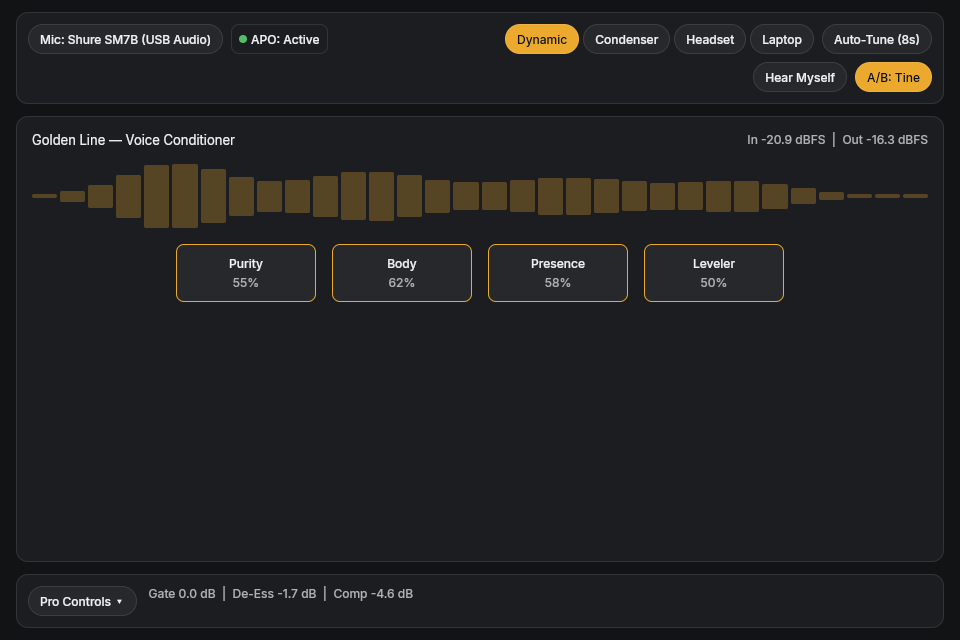 Mic: Shure SM7B (USB Audio)
APO: Active
Dynamic
Condenser
Headset
Laptop
Auto-Tune (8s)
Hear Myself
A/B: Tine
Golden Line — Voice Conditioner
In -20.9 dBFS | Out -16.3 dBFS
Purity
55%
Body
62%
Presence
58%
Leveler
50%
Pro Controls ▾
Gate 0.0 dB | De-Ess -1.7 dB | Comp -4.6 dB